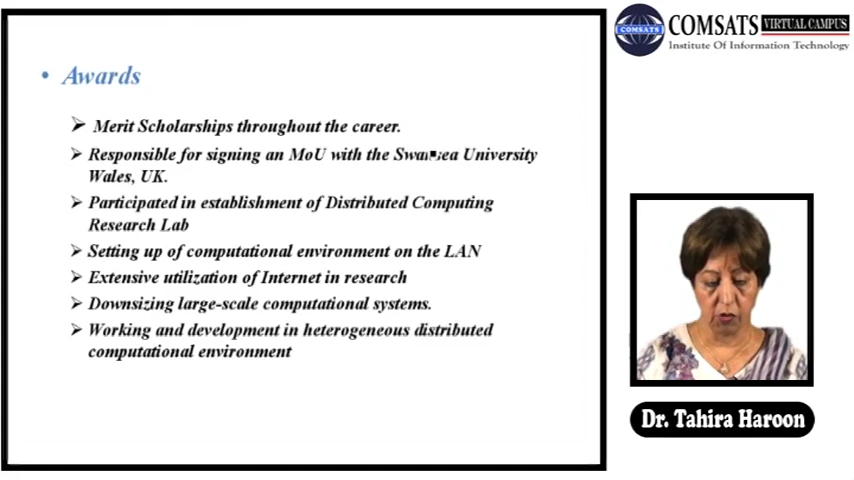 COMSATS VIRTUAL CAMPUS
COMSATS
Institute Of Information Technology
• Awards
➢ Merit Scholarships throughout the career.
➢ Responsible for signing an MoU with the Swansea University
Wales, UK.
➢ Participated in establishment of Distributed Computing
Research Lab
➢ Setting up of computational environment on the LAN
➢ Extensive utilization of Internet in research
➢ Downsizing large-scale computational systems.
➢ Working and development in heterogeneous distributed
computational environment
Dr. Tahira Haroon